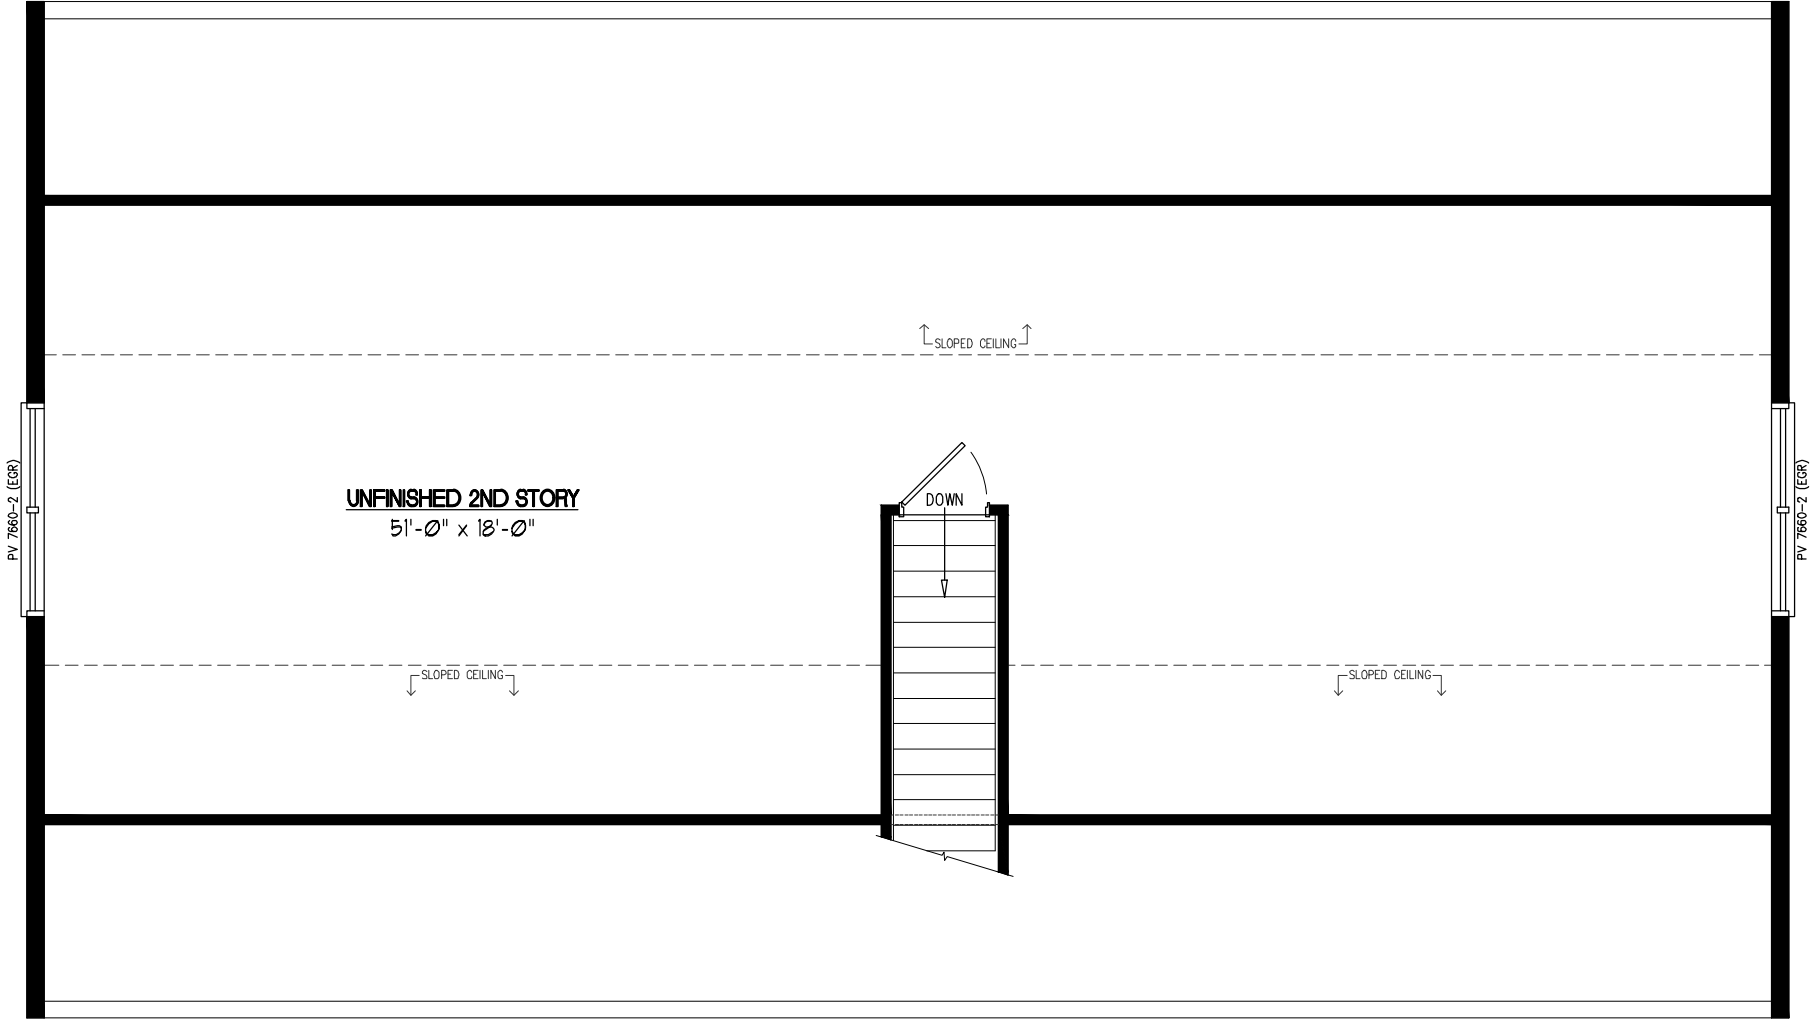 SLOPED CEILING
PV 7660-2 (EGR)
UNFINISHED 2ND STORY
51'-0" x 18'-0"
DOWN
PV 7660-2 (EGR)
SLOPED CEILING
SLOPED CEILING